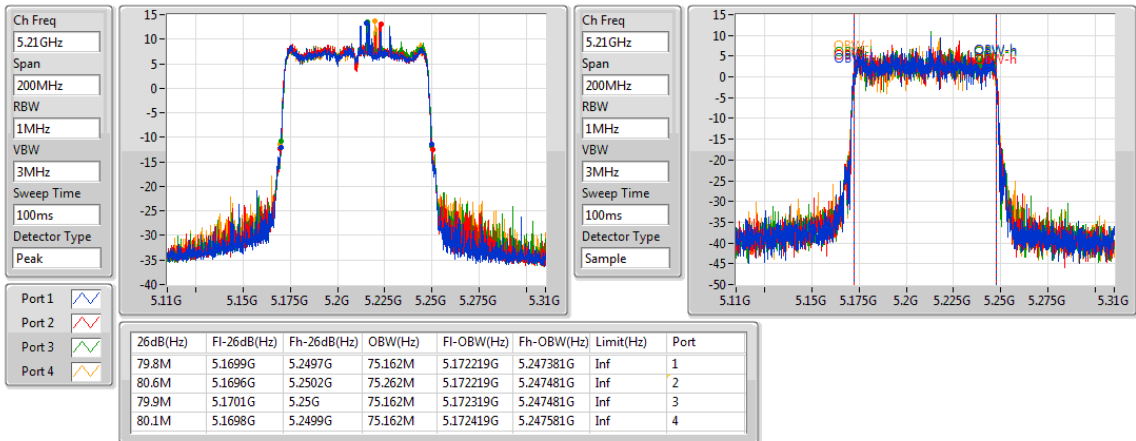 Ch Freq
5.21GHz
Span
200MHz
RBW
1MHz
VBW
3MHz
Sweep Time
100ms
Detector Type
Peak
Port 1
Port 2
Port 3
Port 4
15
10
5
0
-5
-10
-15
-20
-25
-30
-35
-40
5.11G 5.15G 5.175G 5.2G 5.225G 5.25G 5.275G 5.31G
Ch Freq
5.21GHz
Span
200MHz
RBW
1MHz
VBW
3MHz
Sweep Time
100ms
Detector Type
Sample
15
10
5
0
-5
-10
-15
-20
-25
-30
-35
-40
-45
-50
OBW-h
5.11G 5.15G 5.175G 5.2G 5.225G 5.25G 5.275G 5.31G
26dB(Hz) Fl-26dB(Hz) Fh-26dB(Hz) OBW(Hz) Fl-OBW(Hz) Fh-OBW(Hz) Limit(Hz) Port
79.8M 5.1699G 5.2497G 75.162M 5.172219G 5.247381G Inf 1
80.6M 5.1696G 5.2502G 75.262M 5.172219G 5.247481G Inf 2
79.9M 5.1701G 5.25G 75.162M 5.172319G 5.247481G Inf 3
80.1M 5.1698G 5.2499G 75.162M 5.172419G 5.247581G Inf 4